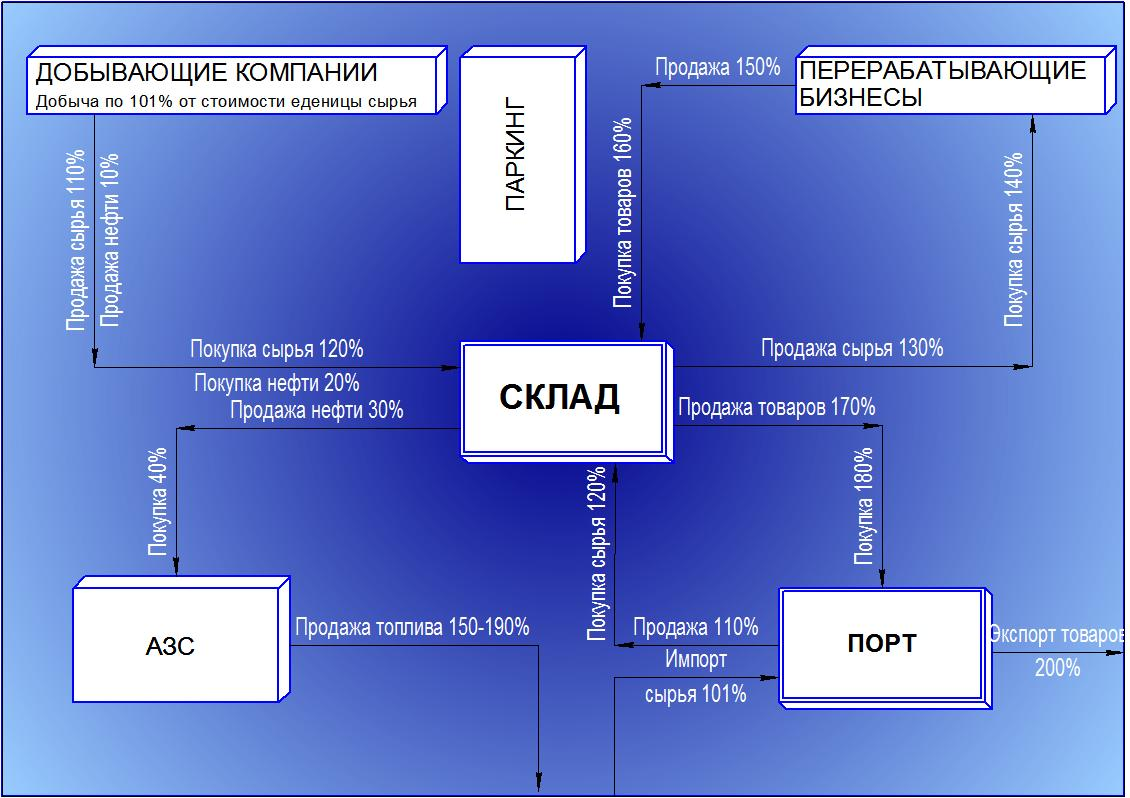 ДОБЫВАЮЩИЕ КОМПАНИИ
Добыча по 101% от стоимости еденицы сырья
ПАРКИНГ
Продажа 150%
ПЕРЕРАБАТЫВАЮЩИЕ
БИЗНЕСЫ
Продажа сырья 110%
Продажа нефти 10%
Покупка товаров 160%
Покупка сырья 140%
Покупка сырья 120%
Покупка нефти 20%
Продажа нефти 30%
СКЛАД
Продажа сырья 130%
Продажа товаров 170%
Покупка 40%
Покупка сырья 120%
Покупка 180%
АЗС
Продажа топлива 150-190%
Продажа 110%
Импорт
сырья 101%
ПОРТ
Экспорт товаров
200%